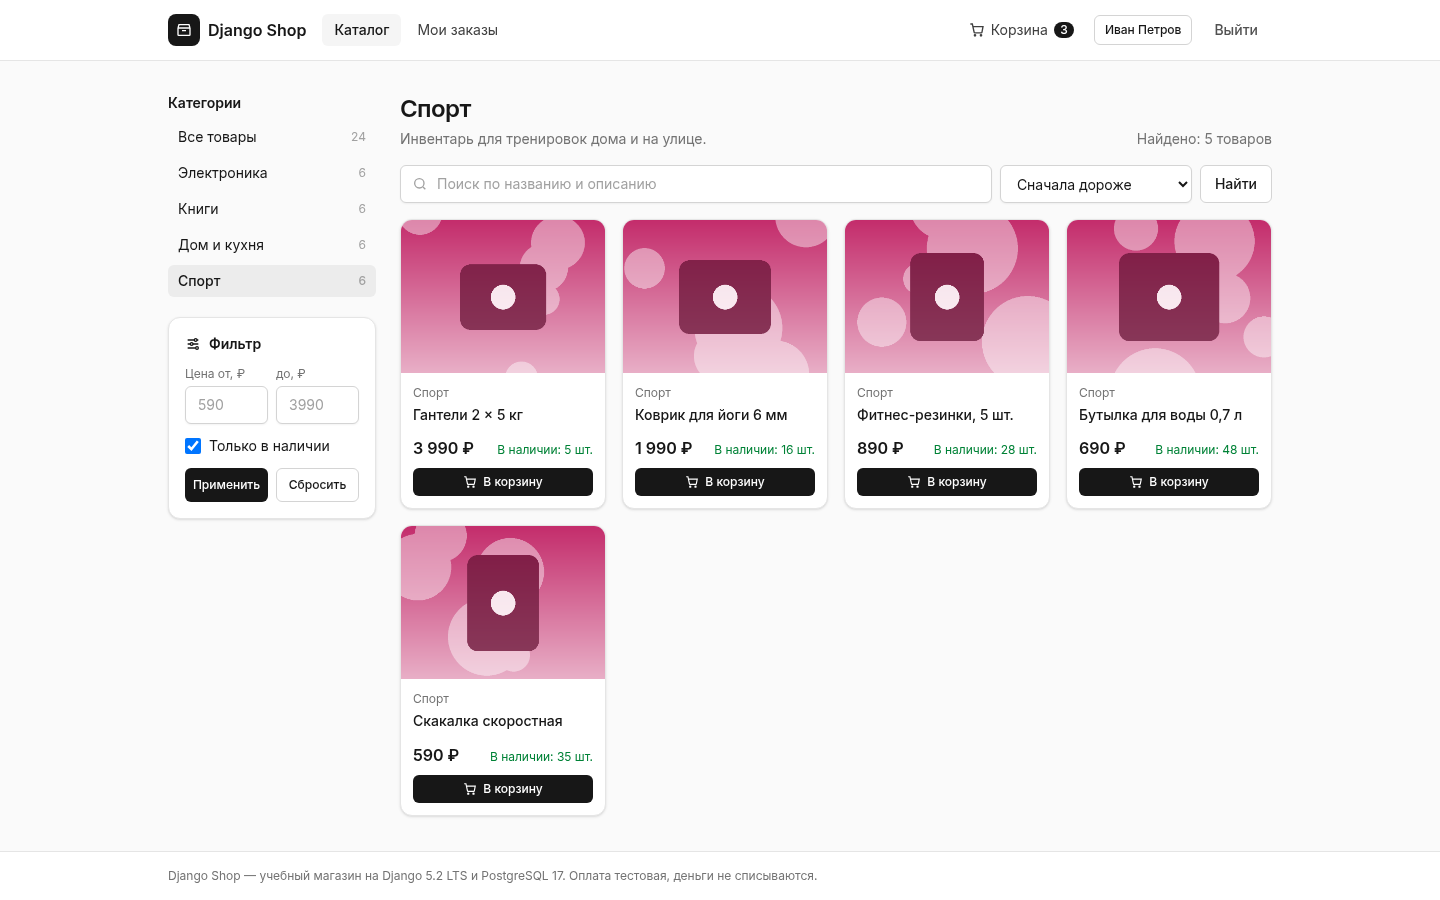 Django Shop
Каталог
Мои заказы
Корзина 3
Иван Петров
Выйти
Категории
Все товары 24
Электроника 6
Книги 6
Дом и кухня 6
Спорт 6
Фильтр
Цена от, ₽ до, ₽
590 3990
Только в наличии
Применить Сбросить
Спорт
Инвентарь для тренировок дома и на улице.
Найдено: 5 товаров
Поиск по названию и описанию
Сначала дороже
Найти
Спорт
Гантели 2 × 5 кг
3 990 ₽ В наличии: 5 шт.
В корзину
Спорт
Коврик для йоги 6 мм
1 990 ₽ В наличии: 16 шт.
В корзину
Спорт
Фитнес-резинки, 5 шт.
890 ₽ В наличии: 28 шт.
В корзину
Спорт
Бутылка для воды 0,7 л
690 ₽ В наличии: 48 шт.
В корзину
Спорт
Скакалка скоростная
590 ₽ В наличии: 35 шт.
В корзину
Django Shop — учебный магазин на Django 5.2 LTS и PostgreSQL 17. Оплата тестовая, деньги не списываются.